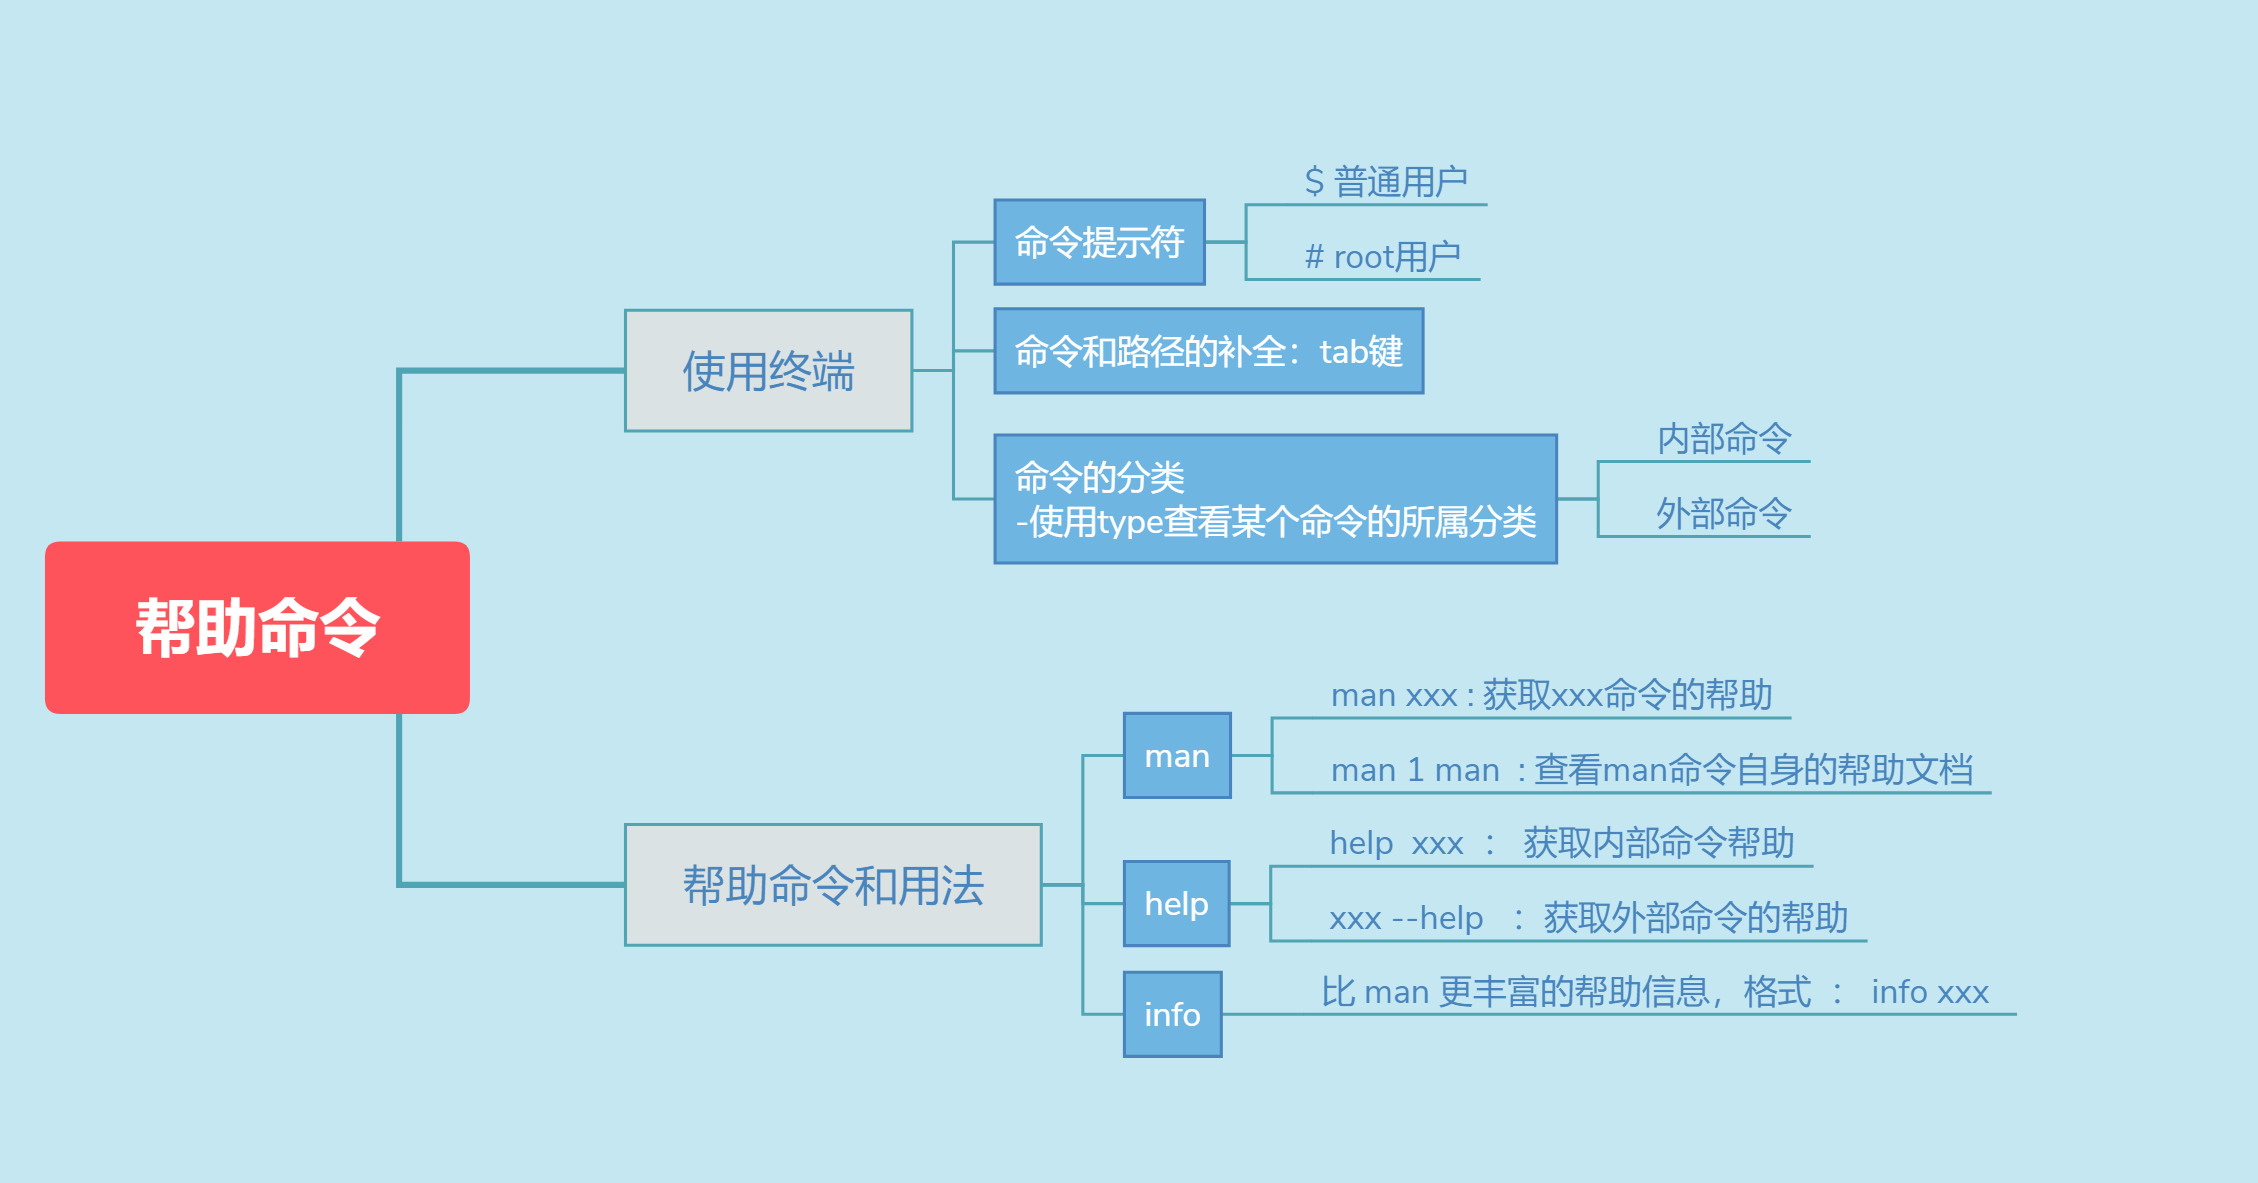 帮助命令
使用终端
命令提示符
$ 普通用户
# root用户
命令和路径的补全：tab键
命令的分类
-使用type查看某个命令的所属分类
内部命令
外部命令
帮助命令和用法
man
man xxx : 获取xxx命令的帮助
man 1 man  : 查看man命令自身的帮助文档
help
help  xxx  ： 获取内部命令帮助
xxx --help  ：获取外部命令的帮助
info
比 man 更丰富的帮助信息，格式 ： info xxx